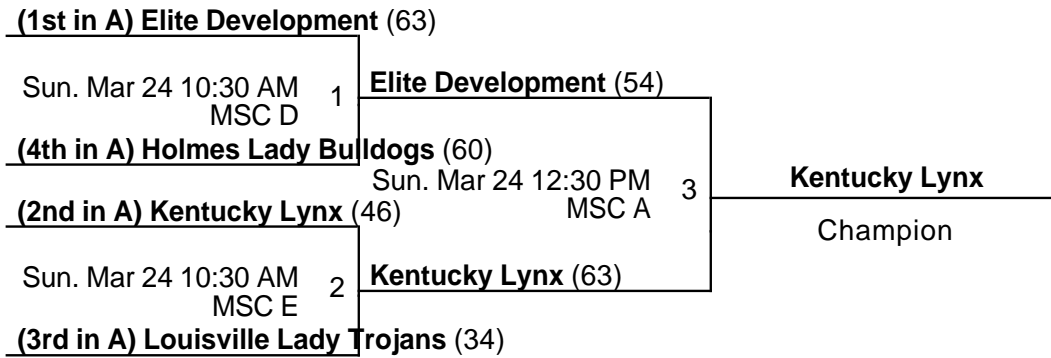 (1st in A) Elite Development (63)
Sun. Mar 24 10:30 AM
MSC D
1
Elite Development (54)
(4th in A) Holmes Lady Bulldogs (60)
Sun. Mar 24 12:30 PM
MSC A
3
Kentucky Lynx
Champion
(2nd in A) Kentucky Lynx (46)
Sun. Mar 24 10:30 AM
MSC E
2
Kentucky Lynx (63)
(3rd in A) Louisville Lady Trojans (34)